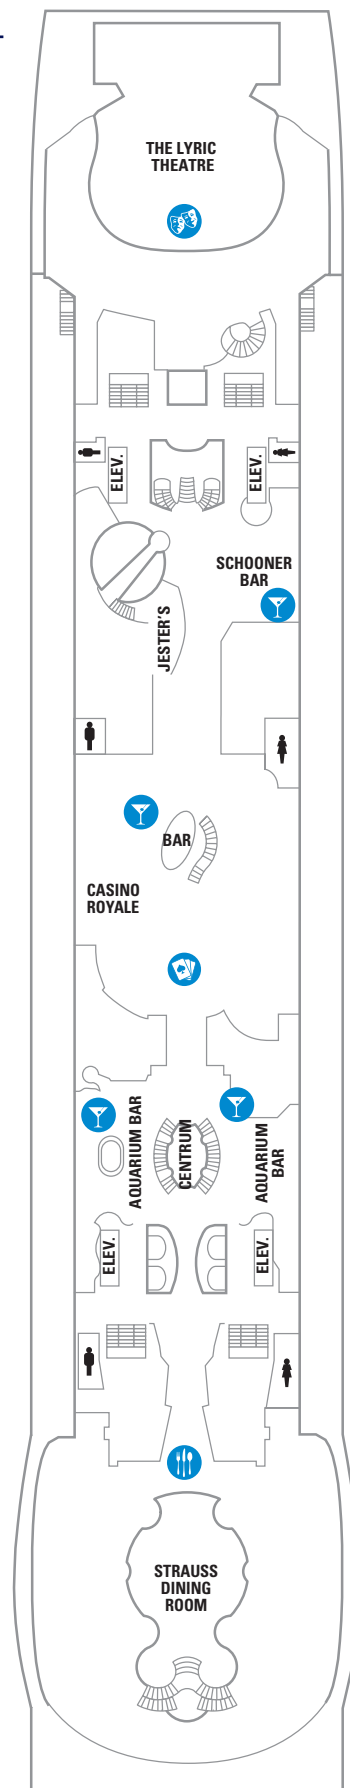 THE LYRIC
THEATRE
ELEV.
ELEV.
SCHOONER
BAR
JESTER'S
BAR
CASINO
ROYALE
AQUARIUM BAR
CENTRUM
AQUARIUM
BAR
ELEV.
ELEV.
STRAUSS
DINING
ROOM